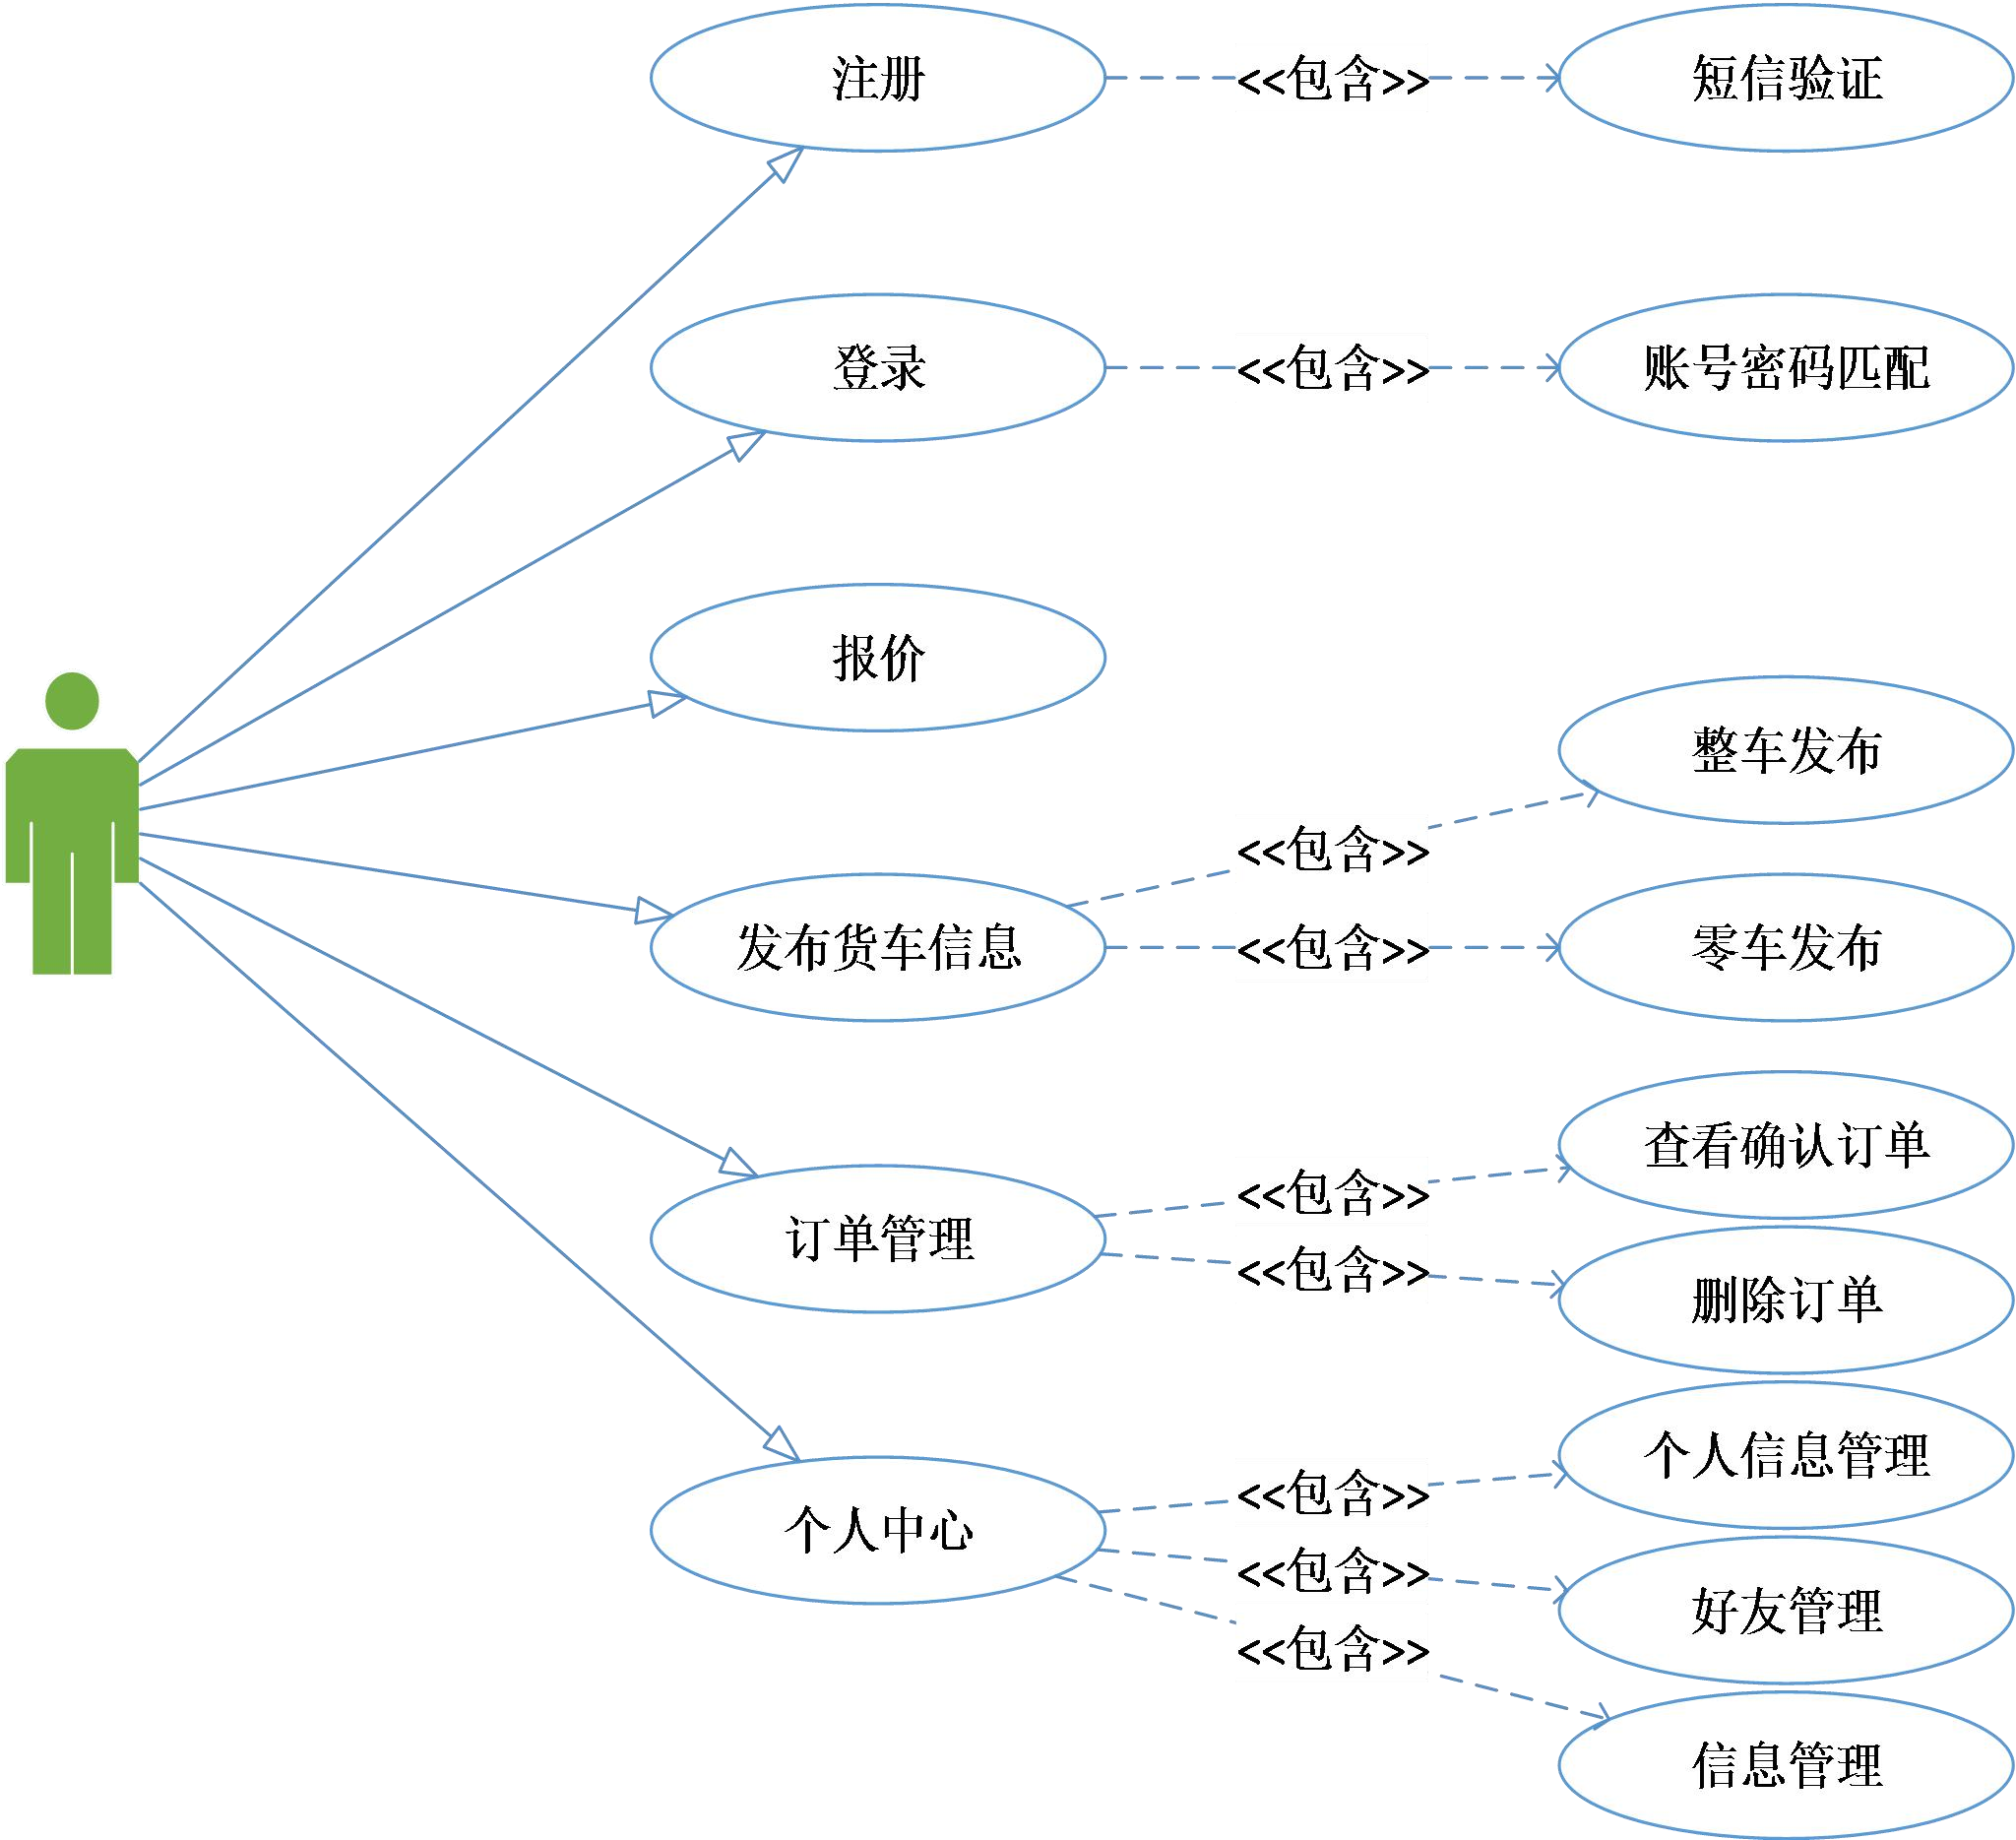 注册
<<包含>>
短信验证
登录
<<包含>>
账号密码匹配
报价
整车发布
<<包含>>
发布货车信息
<<包含>>
零车发布
查看确认订单
<<包含>>
订单管理
<<包含>>
删除订单
个人信息管理
<<包含>>
个人中心
<<包含>>
好友管理
<<包含>>
信息管理